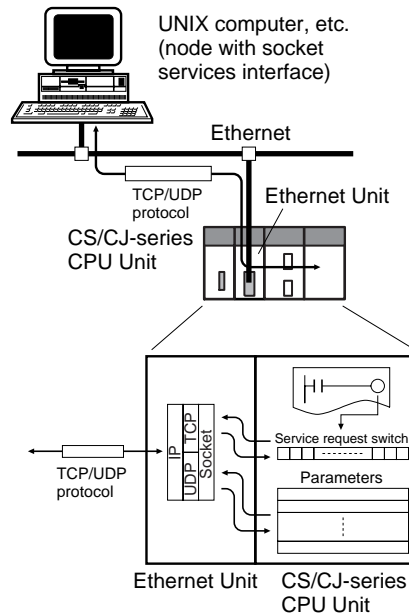 UNIX computer, etc.
(node with socket
services interface)
Ethernet
TCP/UDP
protocol
Ethernet Unit
CS/CJ-series
CPU Unit
IP
UDP TCP
Socket
Service request switch
Parameters
TCP/UDP
protocol
Ethernet Unit
CS/CJ-series
CPU Unit